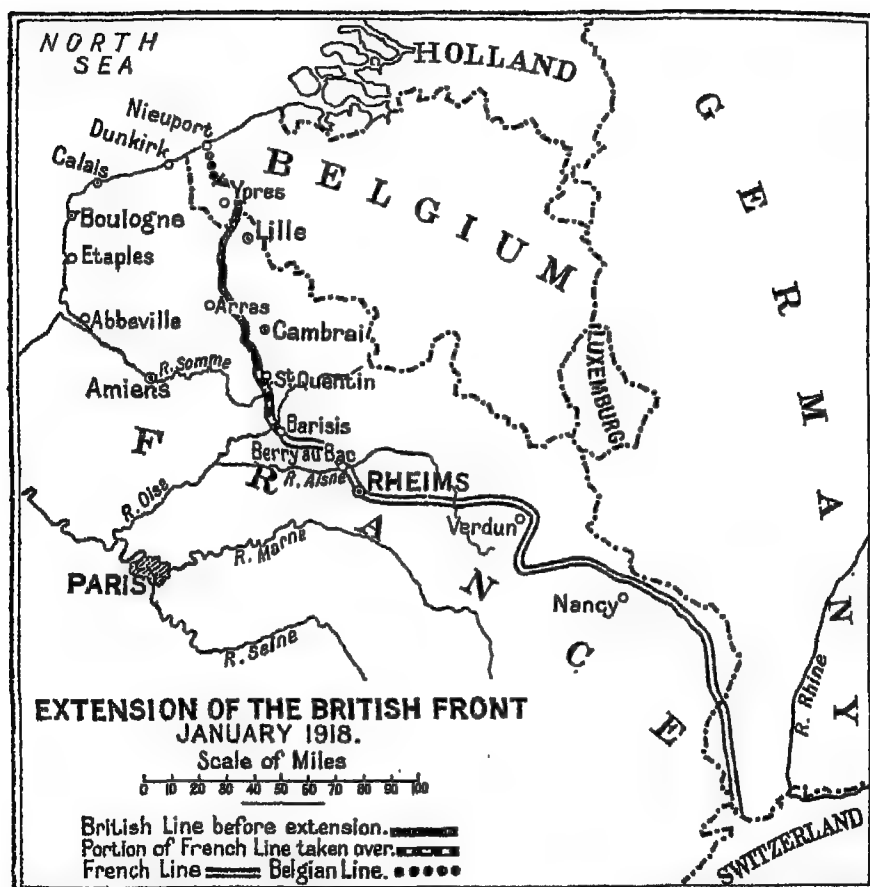 NORTH
SEA
HOLLAND
GERMANY
Nieuport
Dunkirk
Calais
BELGIUM
Ypres
Boulogne
Lille
Etaples
Arras
Abbeville
Cambrai
LUXEMBURG
R. Somme
Amiens
St Quentin
FRANCE
Barisis
Berry au Bac
R. Aisne
RHEIMS
R. Oise
Verdun
R. Marne
PARIS
Nancy
R. Seine
R. Rhine
EXTENSION OF THE BRITISH FRONT
JANUARY 1918.
Scale of Miles
0 10 20 30 40 50 60 70 80 90 100
British Line before extension.
Portion of French Line taken over.
French Line Belgian Line.
SWITZERLAND